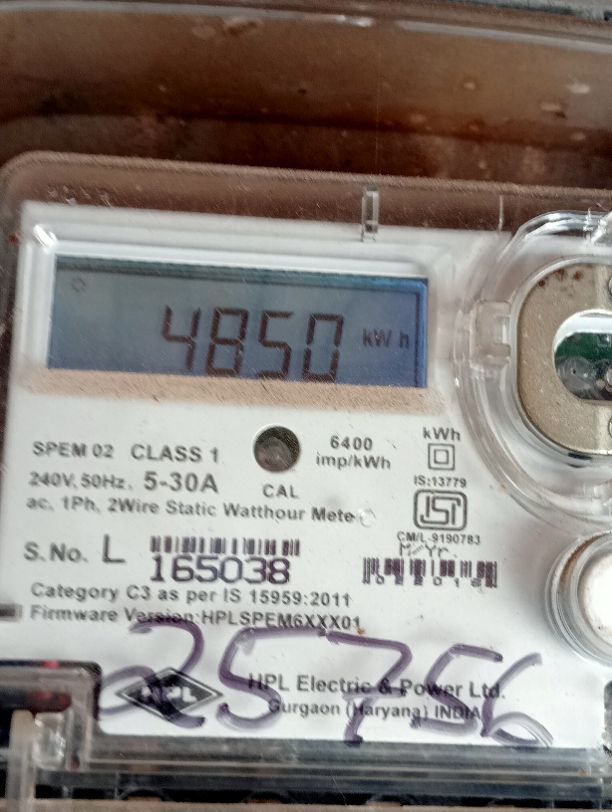 4850 kWh
SPEM 02 CLASS 1
6400
imp/kWh
kWh
240V, 50Hz, 5-30A
CAL
IS:13779
ac, 1Ph, 2Wire Static Watthour Mete
ISI
CM/L-9190783
M/Yr.
S.No. L 165038
Category C3 as per IS 15959:2011
Firmware Version:HPLSPEM6XXX01
25756
HPL
HPL Electric & Power Ltd.
Gurgaon (Haryana) INDIA